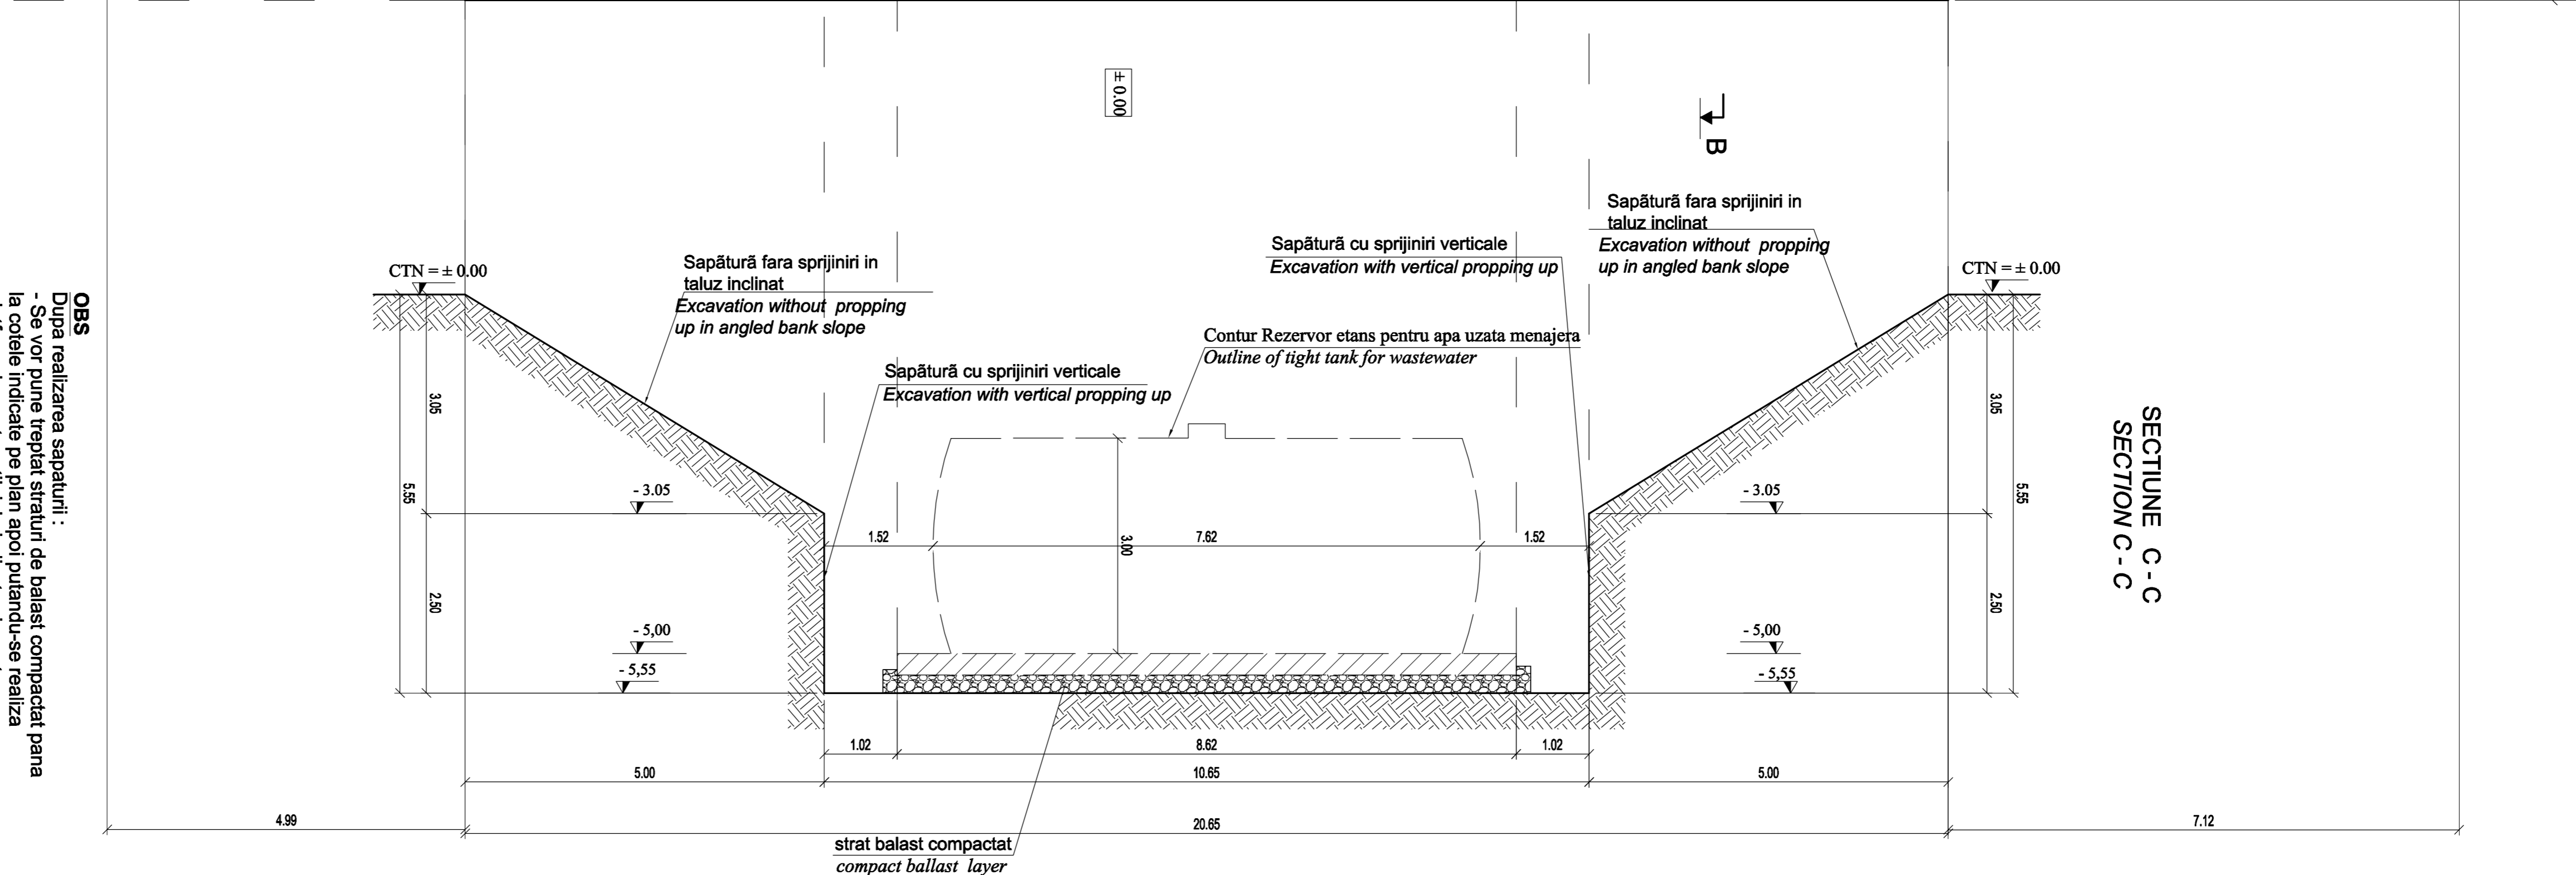 ± 0.00
B
Sapãturã fara sprijiniri in
taluz inclinat
Excavation without propping
up in angled bank slope
Sapãturã cu sprijiniri verticale
Excavation with vertical propping up
Sapãturã fara sprijiniri in
taluz inclinat
Excavation without propping
up in angled bank slope
CTN = ± 0.00
CTN = ± 0.00
Contur Rezervor etans pentru apa uzata menajera
Outline of tight tank for wastewater
Sapãturã cu sprijiniri verticale
Excavation with vertical propping up
3.05
5.55
2.50
- 3.05
- 5,00
- 5,55
1.52
7.62
1.52
3.00
- 3.05
- 5,00
- 5,55
3.05
5.55
2.50
1.02
8.62
1.02
5.00
10.65
5.00
4.99
20.65
7.12
strat balast compactat
compact ballast layer
SECTIUNE C - C
SECTION C - C
OBS
Dupa realizarea sapaturii :
- Se vor pune treptat straturi de balast compactat pana
la cotele indicate pe plan apoi putandu-se realiza